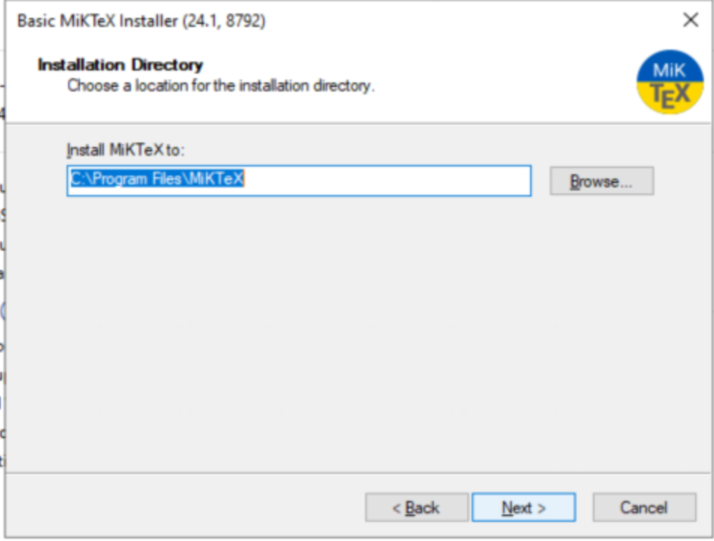 Basic MiKTeX Installer (24.1, 8792)
Installation Directory
Choose a location for the installation directory.
MiK
TEX
Install MiKTeX to:
C:\Program Files\MiKTeX
Browse...
< Back
Next >
Cancel